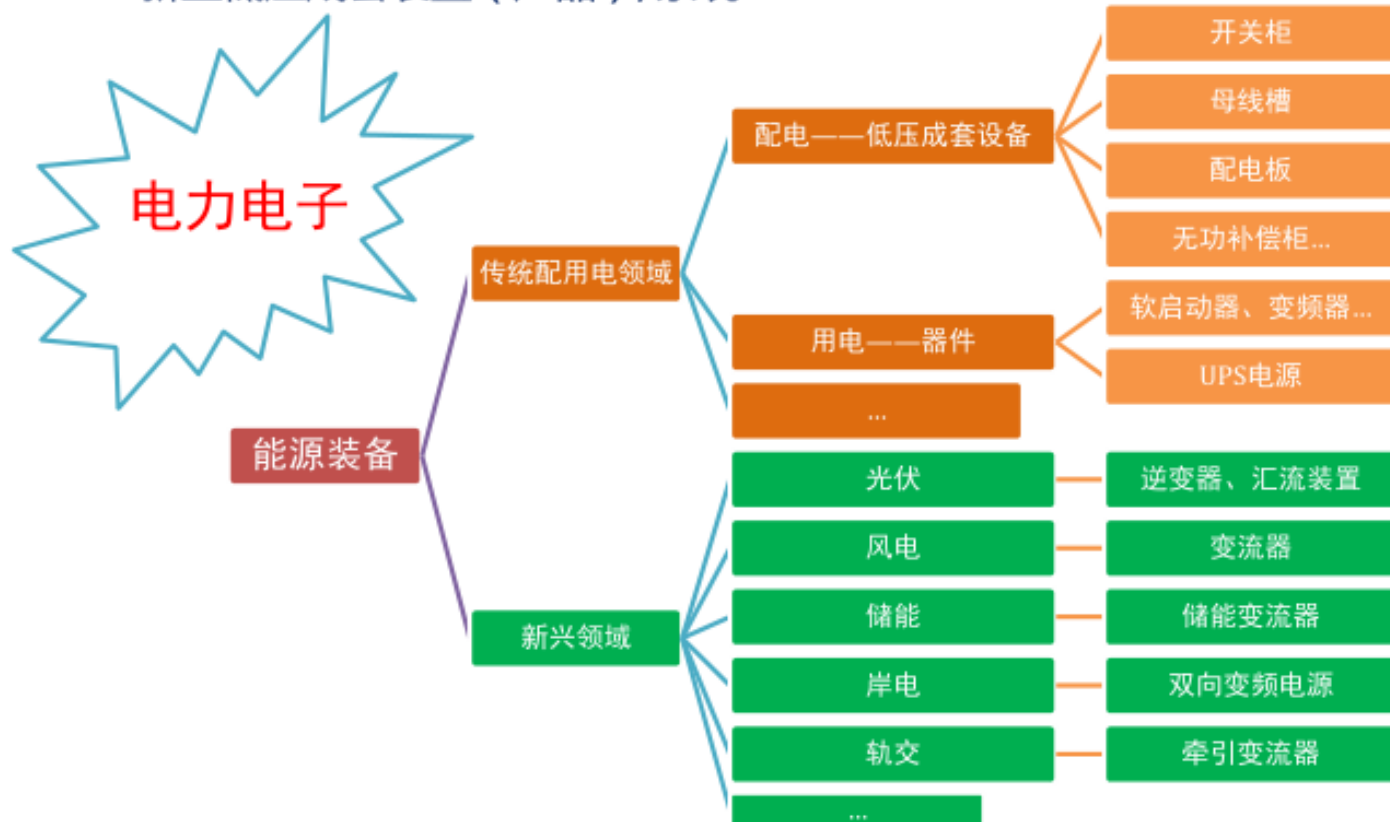 电力电子
能源装备
传统配用电领域
配电——低压成套设备
开关柜
母线槽
配电板
无功补偿柜...
用电——器件
软启动器、变频器...
UPS电源
...
新兴领域
光伏
逆变器、汇流装置
风电
变流器
储能
储能变流器
岸电
双向变频电源
轨交
牵引变流器
...